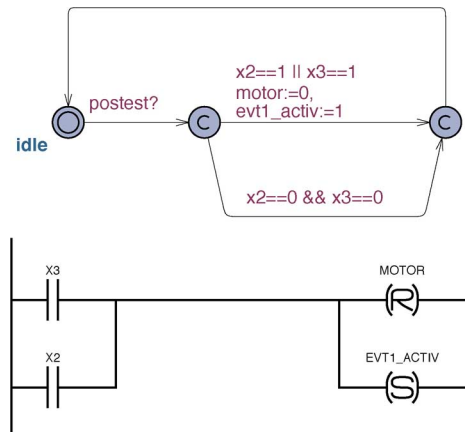 postest?
x2==1 || x3==1
motor:=0,
evt1_activ:=1
C
C
idle
x2==0 && x3==0
X3
MOTOR
R
X2
EVT1_ACTIV
S